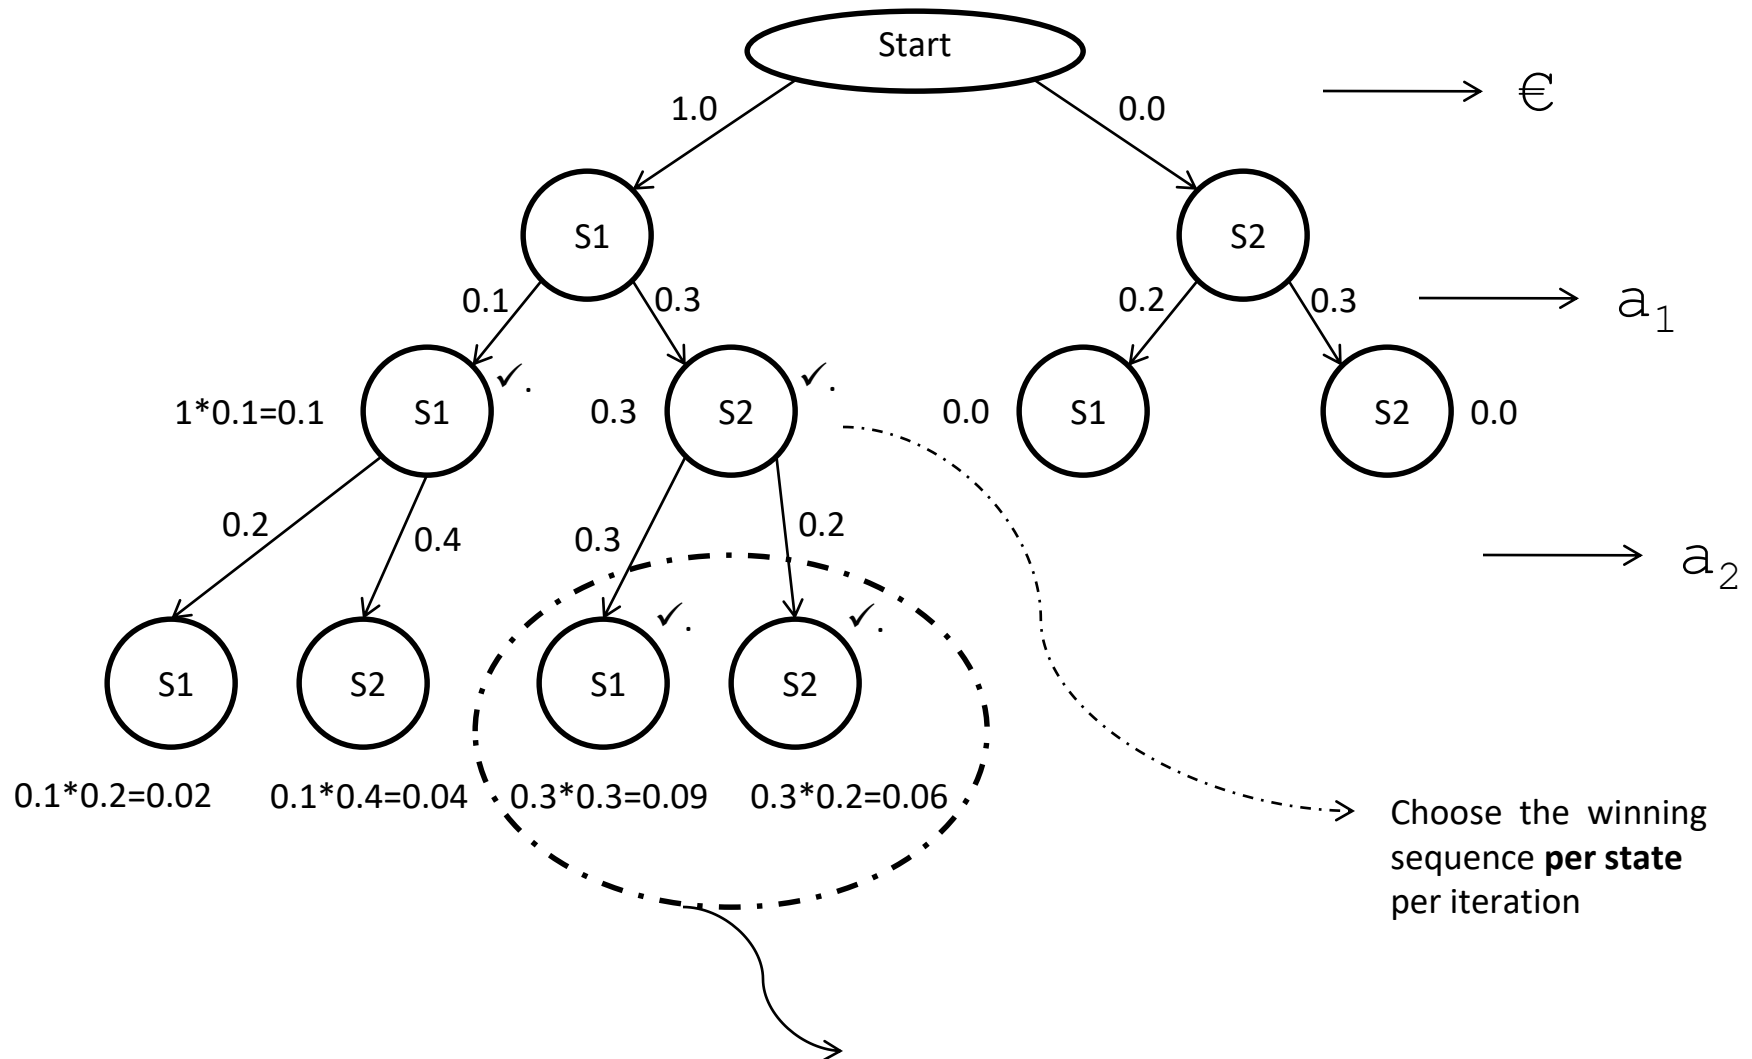 Start
1.0 0.0 €
S1 S2
0.1 0.3 0.2 0.3 a₁
✓. ✓.
1*0.1=0.1 S1 0.3 S2 0.0 S1 S2 0.0
0.2 0.4 0.3 0.2 a₂
✓. ✓.
S1 S2 S1 S2
0.1*0.2=0.02 0.1*0.4=0.04 0.3*0.3=0.09 0.3*0.2=0.06
Choose the winning
sequence per state
per iteration